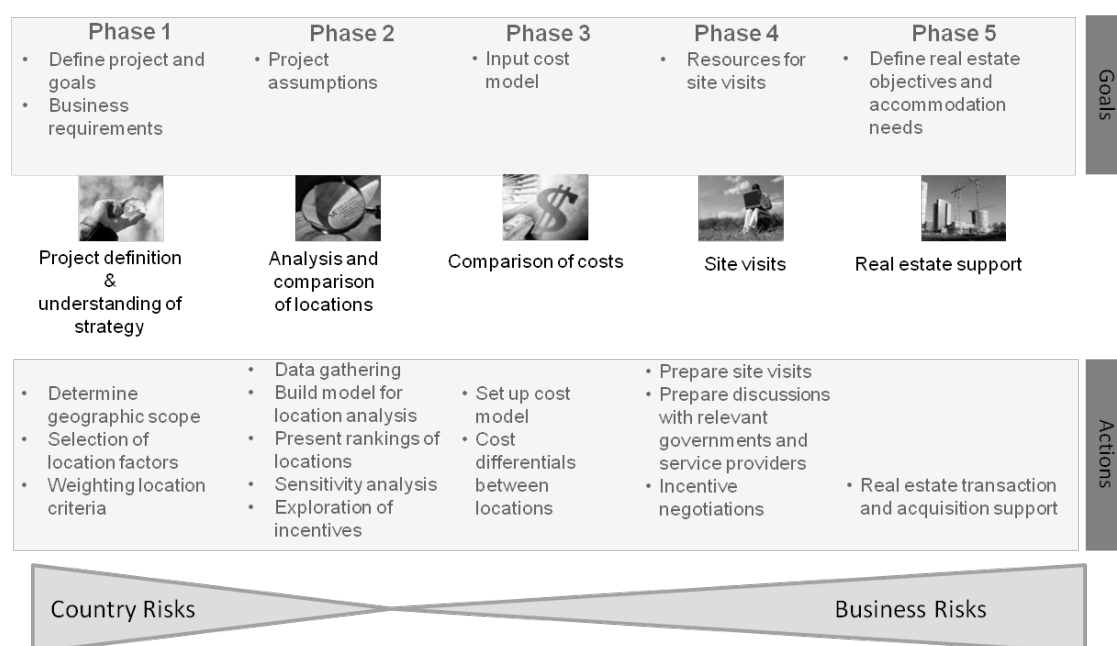 Phase 1
• Define project and
goals
• Business
requirements
Phase 2
• Project
assumptions
Phase 3
• Input cost
model
Phase 4
• Resources for
site visits
Phase 5
• Define real estate
objectives and
accommodation
needs
Goals
Project definition
&
understanding of
strategy
Analysis and
comparison
of locations
Comparison of costs
Site visits
Real estate support
• Determine
geographic scope
• Selection of
location factors
• Weighting location
criteria
• Data gathering
• Build model for
location analysis
• Present rankings of
locations
• Sensitivity analysis
• Exploration of
incentives
• Set up cost
model
• Cost
differentials
between
locations
• Prepare site visits
• Prepare discussions
with relevant
governments and
service providers
• Incentive
negotiations
• Real estate transaction
and acquisition support
Actions
Country Risks
Business Risks